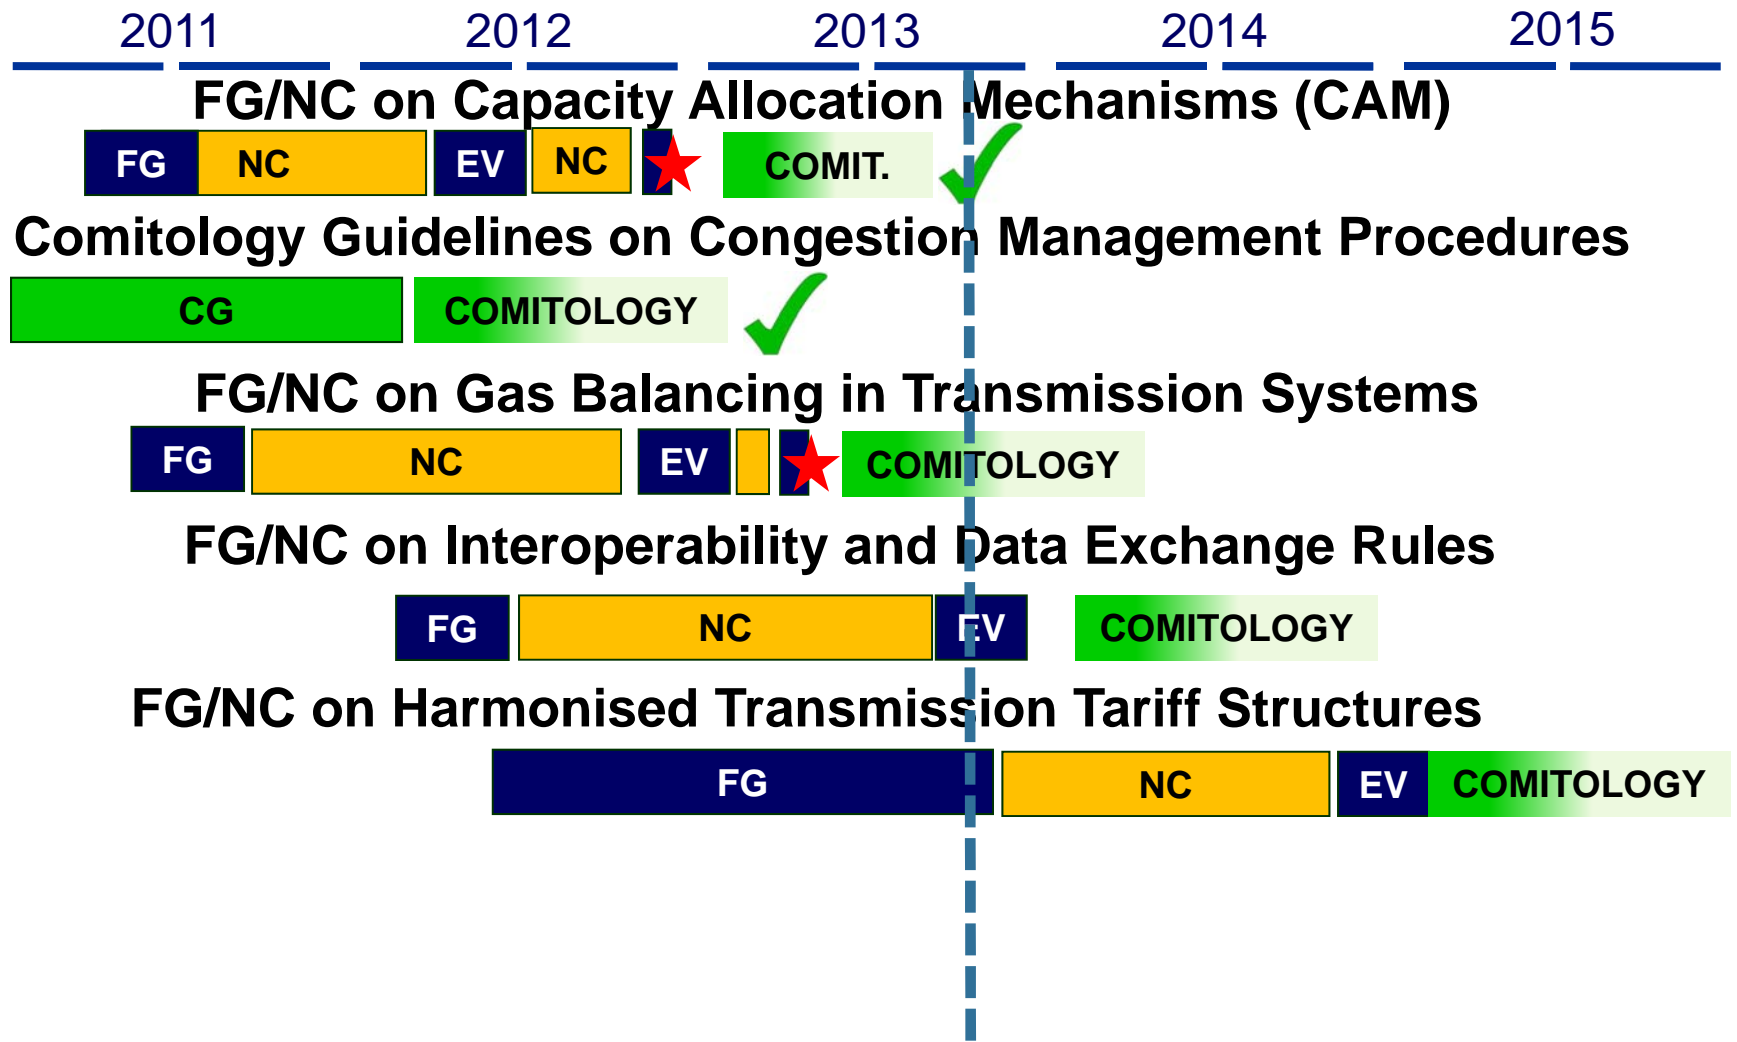 2011 2012 2013 2014 2015
FG/NC on Capacity Allocation Mechanisms (CAM)
FG NC EV NC COMIT.
Comitology Guidelines on Congestion Management Procedures
CG COMITOLOGY
FG/NC on Gas Balancing in Transmission Systems
FG NC EV COMITOLOGY
FG/NC on Interoperability and Data Exchange Rules
FG NC EV COMITOLOGY
FG/NC on Harmonised Transmission Tariff Structures
FG NC EV COMITOLOGY